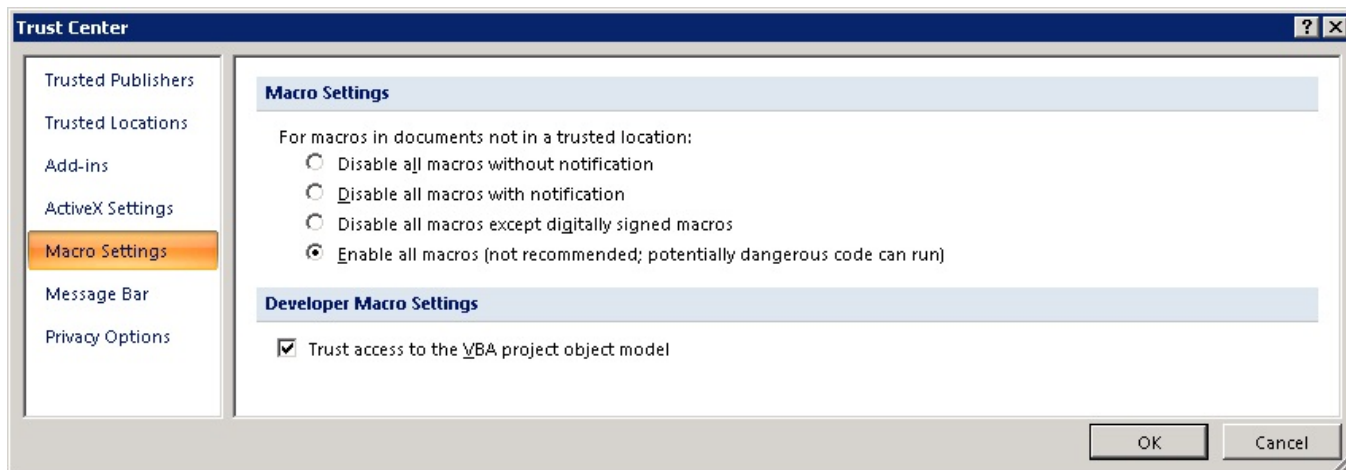 Trust Center
Trusted Publishers
Trusted Locations
Add-ins
ActiveX Settings
Macro Settings
Message Bar
Privacy Options
Macro Settings
For macros in documents not in a trusted location:
Disable all macros without notification
Disable all macros with notification
Disable all macros except digitally signed macros
Enable all macros (not recommended; potentially dangerous code can run)
Developer Macro Settings
Trust access to the VBA project object model
OK
Cancel